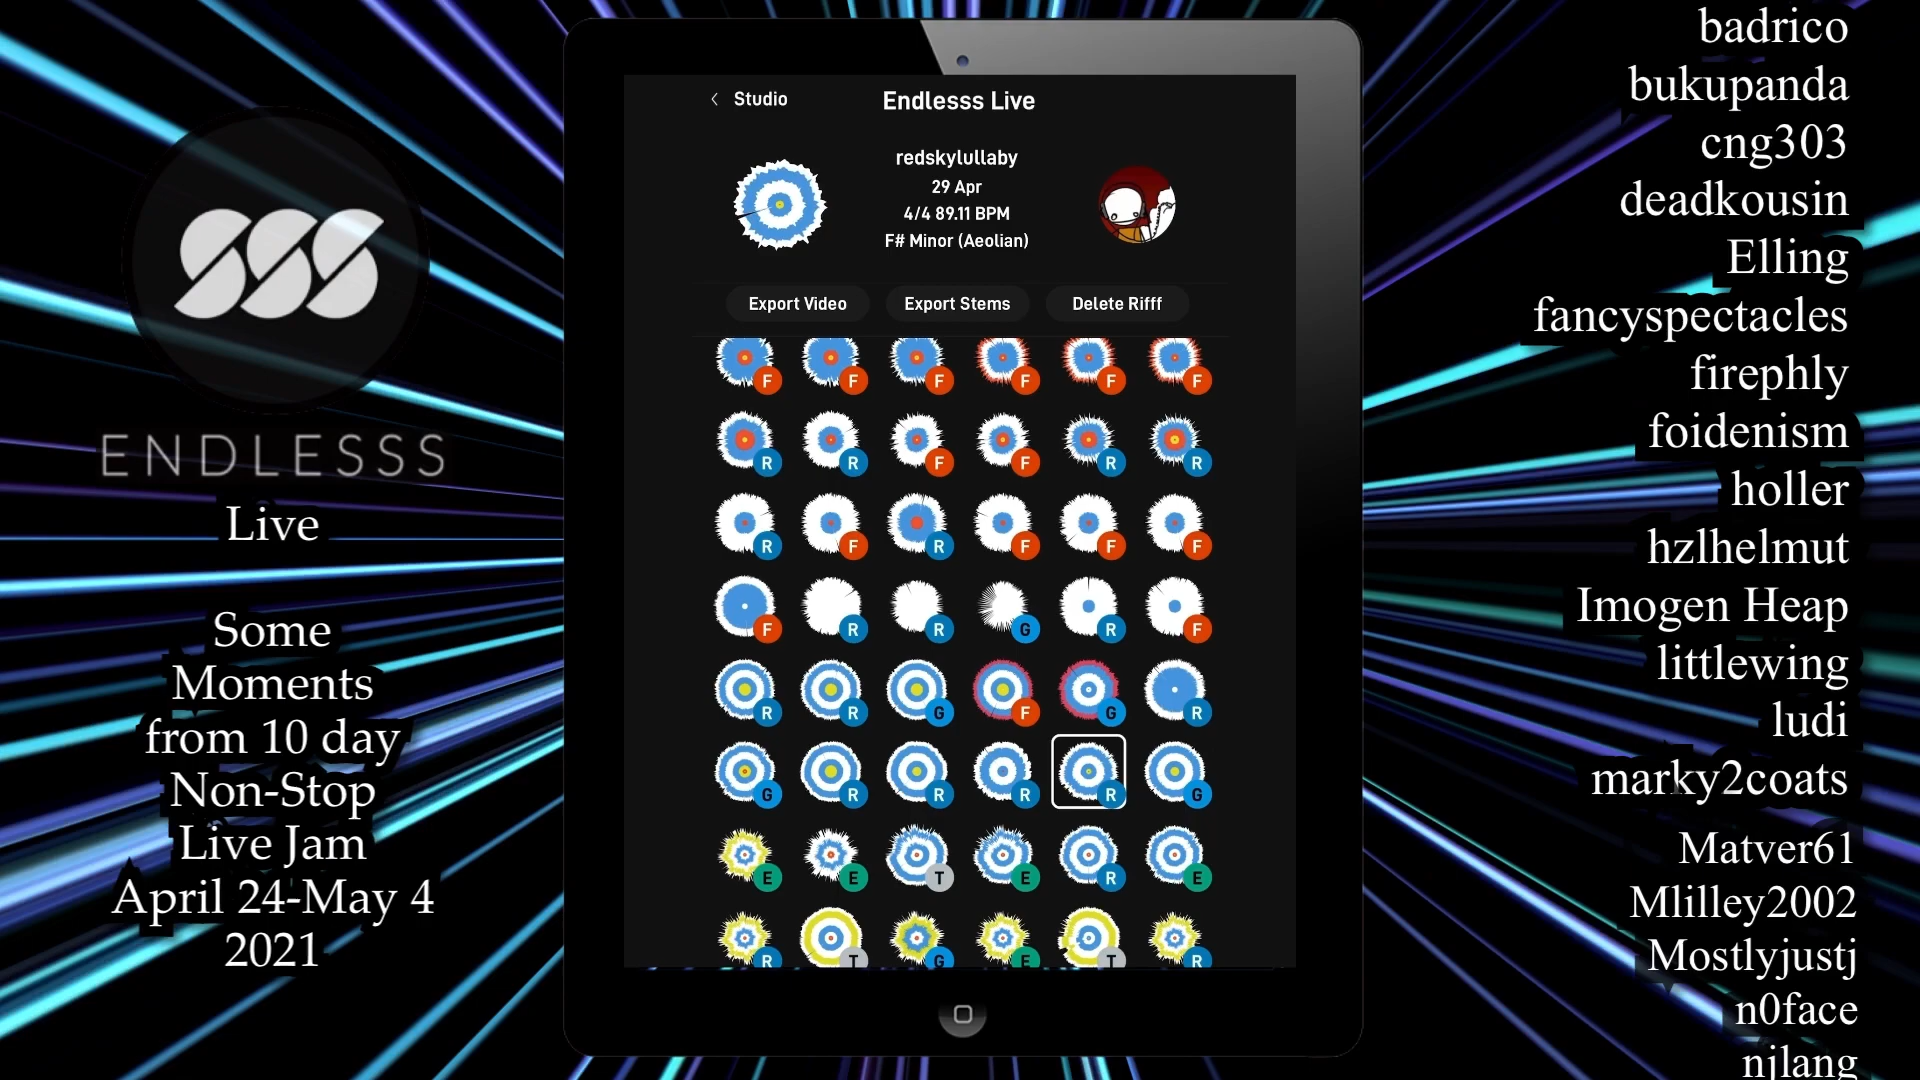 ENDLESSS
Live
Some
Moments
from 10 day
Non-Stop
Live Jam
April 24-May 4
2021
Studio
Endlesss Live
redskylullaby
29 Apr
4/4 89.11 BPM
F# Minor (Aeolian)
Export Video
Export Stems
Delete Rifff
F F F F F F
R R F F R R
R F R F F F
F R R G R F
R R G F G R
G R R R R G
E E T E R E
R T G E T R
badrico
bukupanda
cng303
deadkousin
Elling
fancyspectacles
firephly
foidenism
holler
hzlhelmut
Imogen Heap
littlewing
ludi
marky2coats
Matver61
Mlilley2002
Mostlyjustj
n0face
njlang